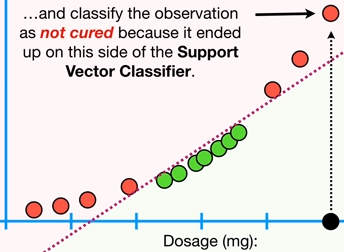 …and classify the observation
as not cured because it ended
up on this side of the Support
Vector Classifier.
Dosage (mg):